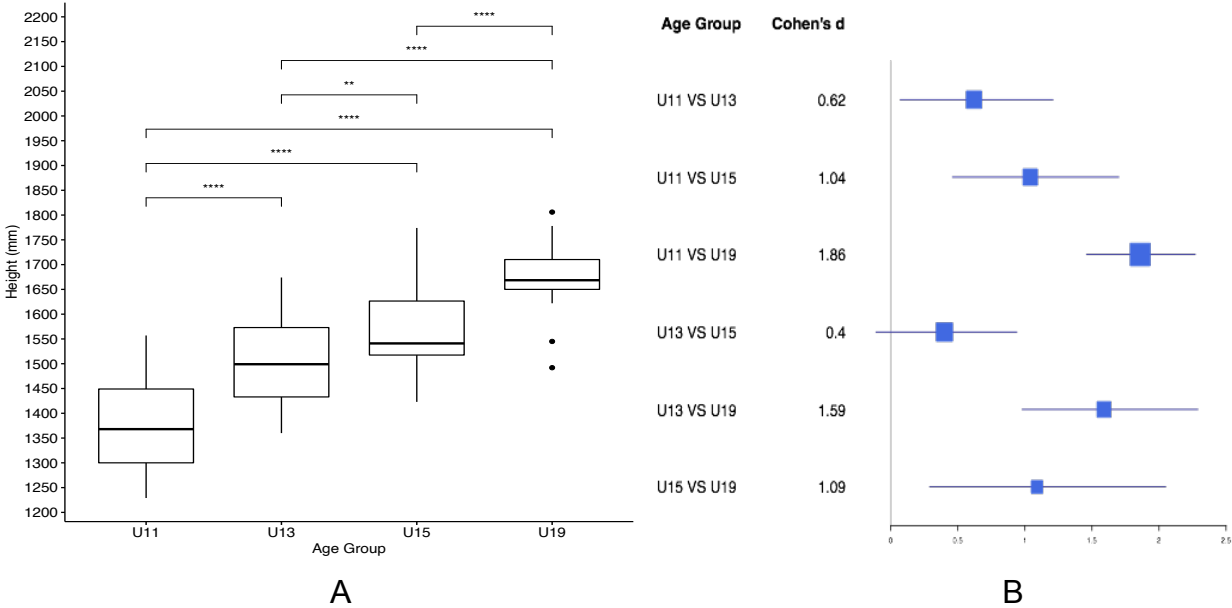 2200
2150
2100
2050
2000
1950
1900
1850
1800
1750
1700
1650
1600
1550
1500
1450
1400
1350
1300
1250
1200
Height (mm)
****
****
**
****
****
****
U11 U13 U15 U19
Age Group
A
Age Group Cohen's d
U11 VS U13 0.62
U11 VS U15 1.04
U11 VS U19 1.86
U13 VS U15 0.4
U13 VS U19 1.59
U15 VS U19 1.09
0 0.5 1 1.5 2 2.5
B